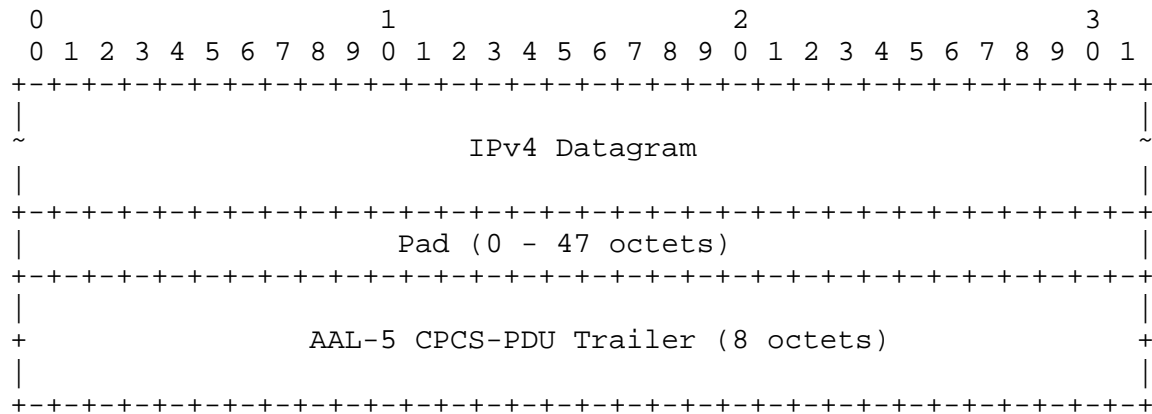 0                   1                   2                   3
 0 1 2 3 4 5 6 7 8 9 0 1 2 3 4 5 6 7 8 9 0 1 2 3 4 5 6 7 8 9 0 1
+-+-+-+-+-+-+-+-+-+-+-+-+-+-+-+-+-+-+-+-+-+-+-+-+-+-+-+-+-+-+-+-+
|                                                               |
~                         IPv4 Datagram                         ~
|                                                               |
+-+-+-+-+-+-+-+-+-+-+-+-+-+-+-+-+-+-+-+-+-+-+-+-+-+-+-+-+-+-+-+-+
|                     Pad (0 - 47 octets)                       |
+-+-+-+-+-+-+-+-+-+-+-+-+-+-+-+-+-+-+-+-+-+-+-+-+-+-+-+-+-+-+-+-+
|                                                               |
+                AAL-5 CPCS-PDU Trailer (8 octets)              +
|                                                               |
+-+-+-+-+-+-+-+-+-+-+-+-+-+-+-+-+-+-+-+-+-+-+-+-+-+-+-+-+-+-+-+-+